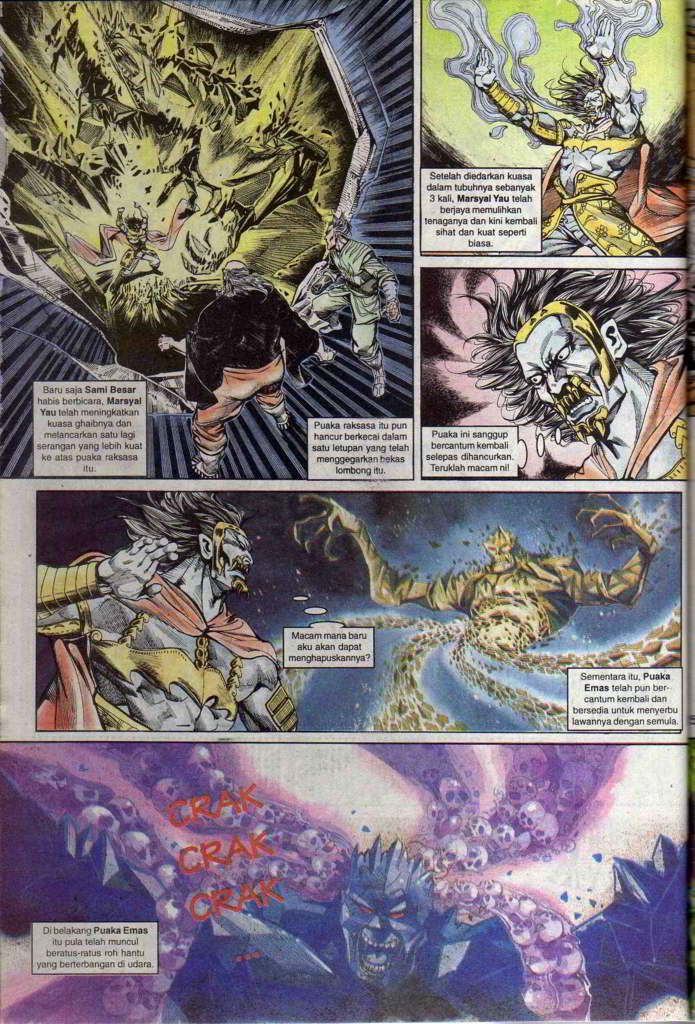 Baru saja Sami Besar
habis berbicara, Marsyal
Yau telah meningkatkan
kuasa ghaibnya dan
melancarkan satu lagi
serangan yang lebih kuat
ke atas puaka raksasa
itu.
Puaka raksasa itu pun
hancur berkecai dalam
satu letupan yang telah
menggegarkan bekas
lombong itu.
Setelah diedarkan kuasa
dalam tubuhnya sebanyak
3 kali, Marsyal Yau telah
berjaya memulihkan
tenaganya dan kini kembali
sihat dan kuat seperti
biasa.
Puaka ini sanggup
bercantum kembali
selepas dihancurkan.
Teruklah macam ni!
Macam mana baru
aku akan dapat
menghapuskannya?
Sementara itu, Puaka
Emas telah pun ber-
cantum kembali dan
bersedia untuk menyerbu
lawannya dengan semula.
CRAK
CRAK
CRAK
...
Di belakang Puaka Emas
itu pula telah muncul
beratus-ratus roh hantu
yang berterbangan di udara.